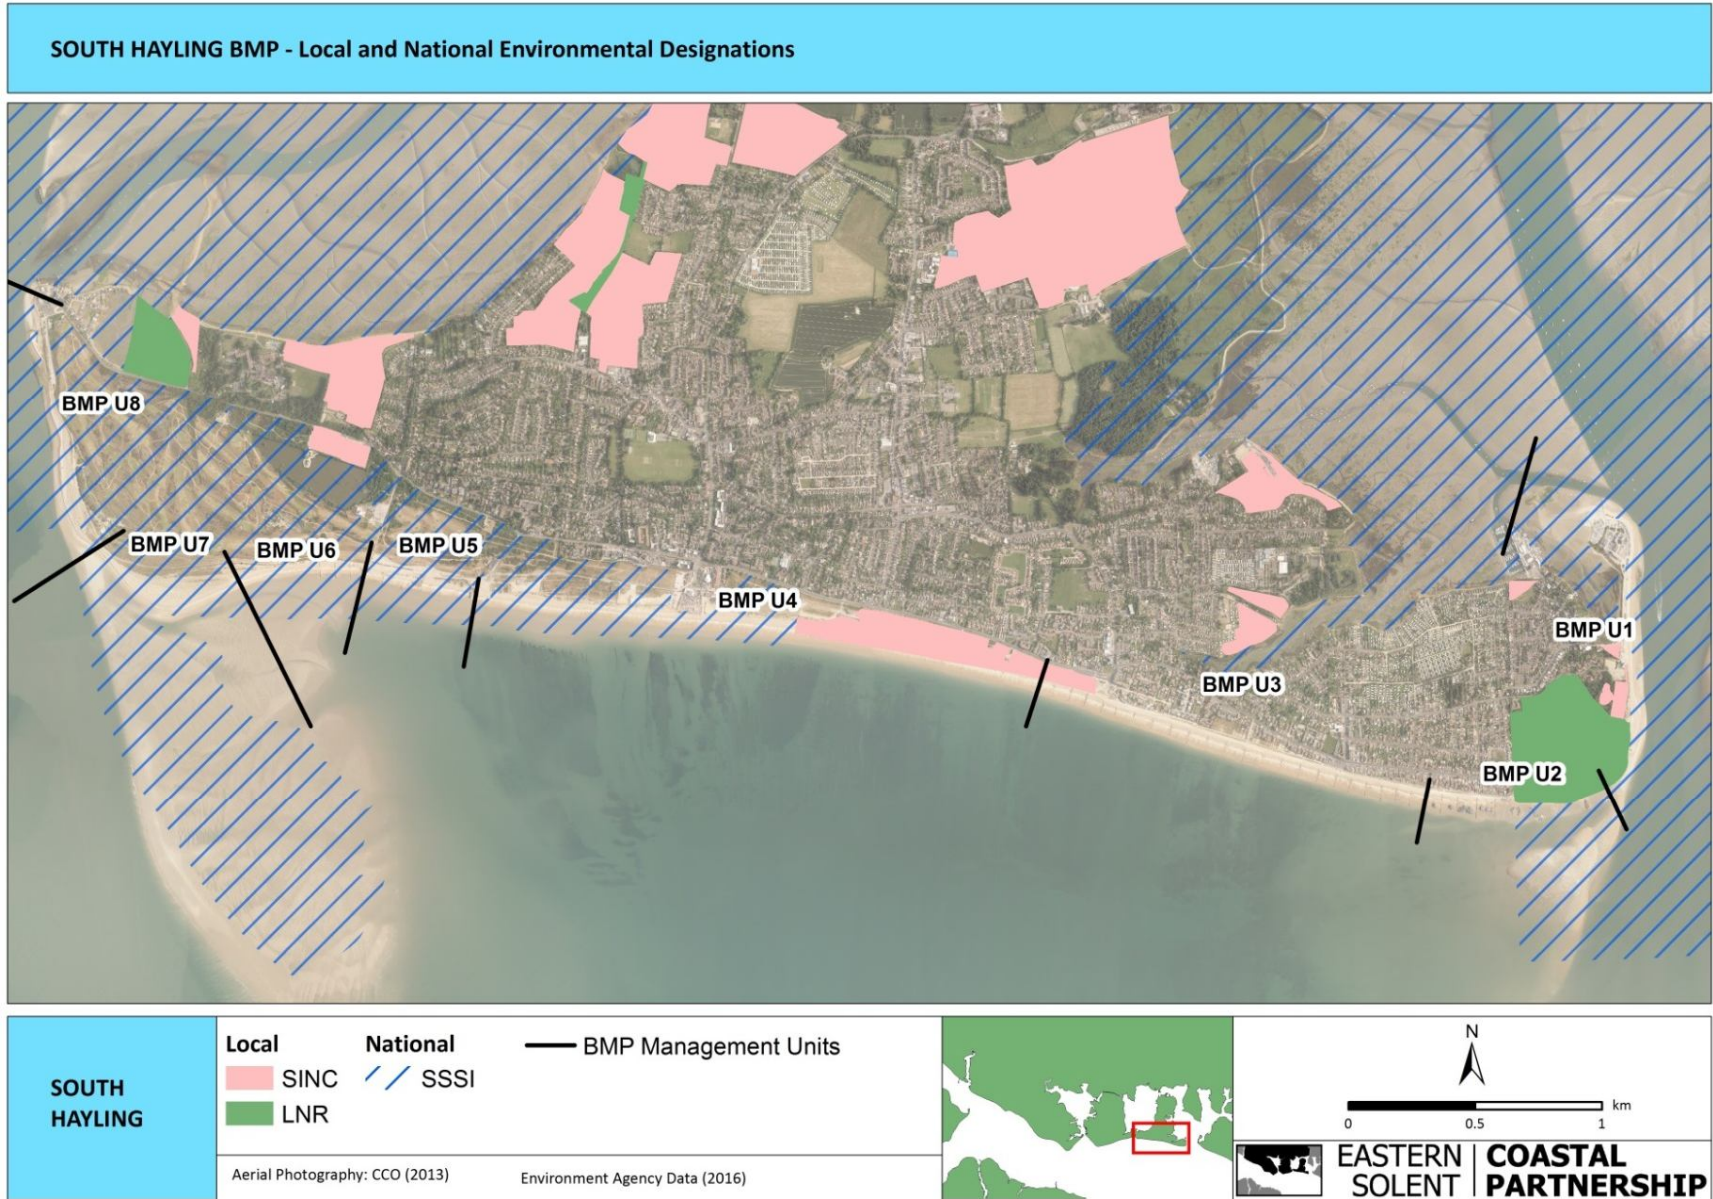 SOUTH HAYLING BMP - Local and National Environmental Designations
BMP U8
BMP U7
BMP U6
BMP U5
BMP U4
BMP U3
BMP U2
BMP U1
SOUTH
HAYLING
Local
SINC
LNR
National
SSSI
BMP Management Units
Aerial Photography: CCO (2013)
Environment Agency Data (2016)
N
km
0 0.5 1
EASTERN
SOLENT
COASTAL
PARTNERSHIP